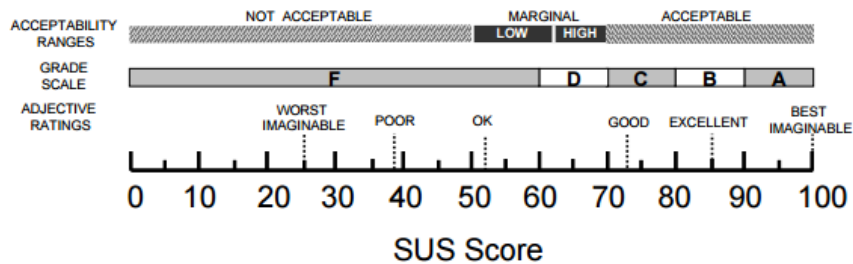 NOT ACCEPTABLE MARGINAL ACCEPTABLE
ACCEPTABILITY
RANGES
LOW HIGH
GRADE
SCALE
F D C B A
ADJECTIVE
RATINGS
WORST
IMAGINABLE
POOR OK GOOD EXCELLENT
BEST
IMAGINABLE
0 10 20 30 40 50 60 70 80 90 100
SUS Score